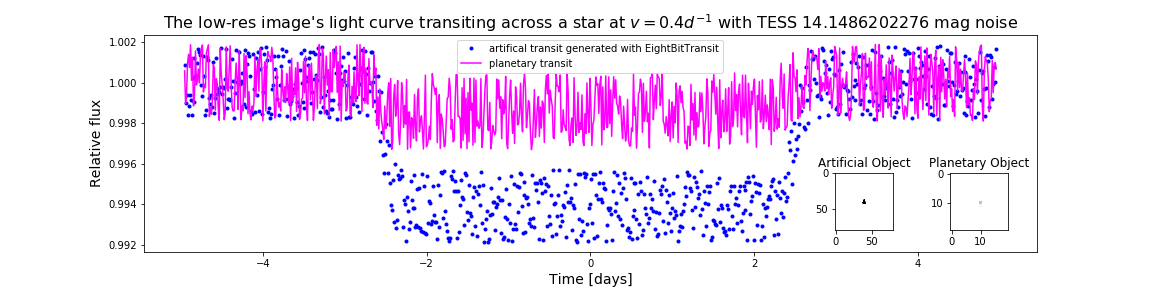 The low-res image's light curve transiting across a star at v = 0.4d⁻¹ with TESS 14.1486202276 mag noise
artifical transit generated with EightBitTransit
planetary transit
Relative flux
1.002
1.000
0.998
0.996
0.994
0.992
Artificial Object
Planetary Object
0
50
0 50
0
10
0 10
−4 −2 0 2 4
Time [days]